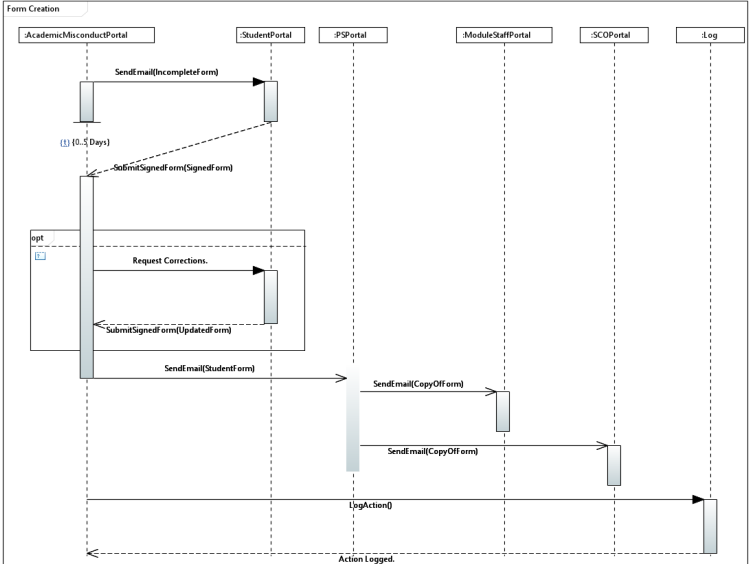 Form Creation
:AcademicMisconductPortal
:StudentPortal
:PSPortal
:ModuleStaffPortal
:SCOPortal
:Log
SendEmail(IncompleteForm)
(t) {0..5 Days}
SubmitSignedForm(SignedForm)
opt
Request Corrections.
SubmitSignedForm(UpdatedForm)
SendEmail(StudentForm)
SendEmail(CopyOfForm)
SendEmail(CopyOfForm)
LogAction()
Action Logged.